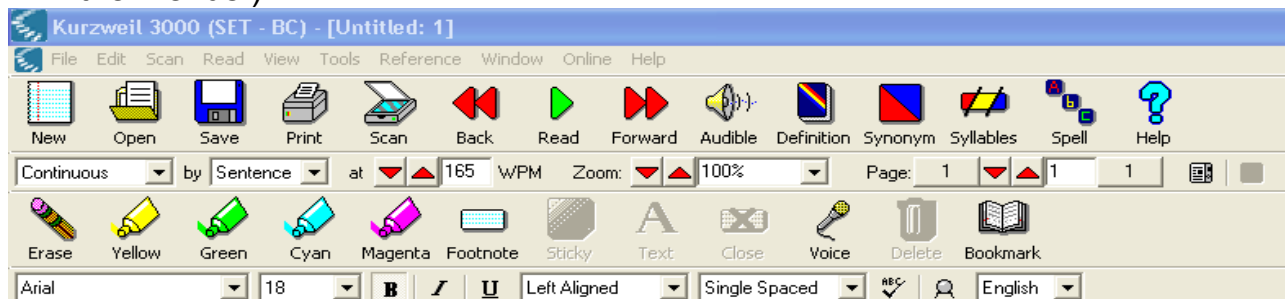 Kurzweil 3000 (SET - BC) - [Untitled: 1]
File Edit Scan Read View Tools Reference Window Online Help
New Open Save Print Scan Back Read Forward Audible Definition Synonym Syllables Spell Help
Continuous by Sentence at 165 WPM Zoom: 100% Page: 1 1 1
Erase Yellow Green Cyan Magenta Footnote Sticky Text Close Voice Delete Bookmark
Arial 18 B I U Left Aligned Single Spaced ABC English